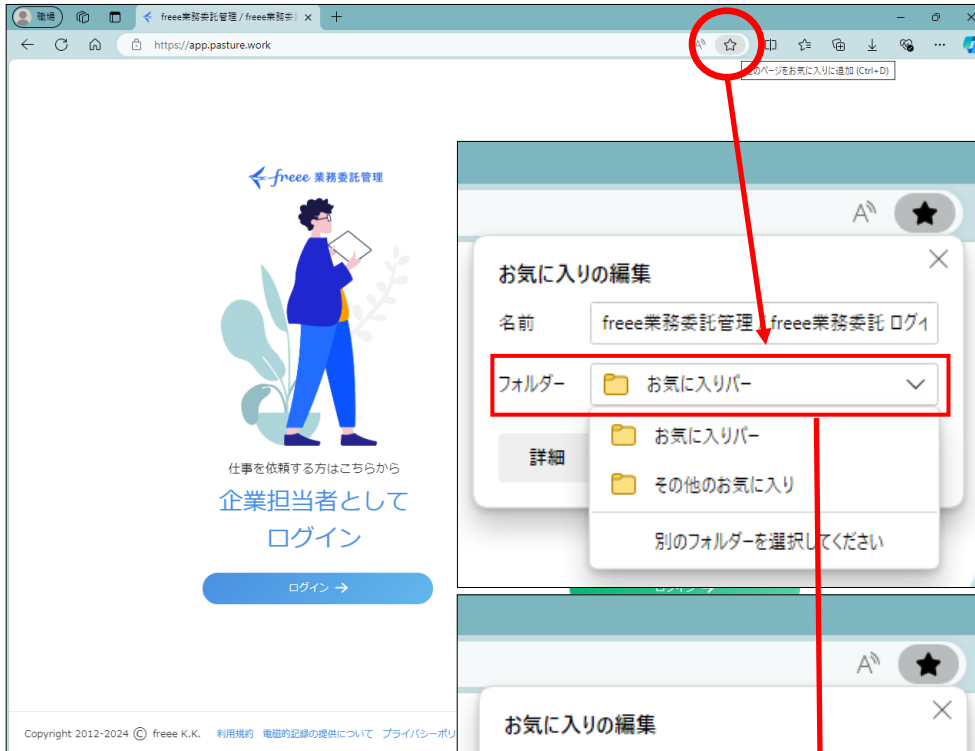 職場
freee業務委託管理 / freee業務委託
https://app.pasture.work
このページをお気に入りに追加 (Ctrl+D)
freee 業務委託管理
仕事を依頼する方はこちらから
企業担当者として
ログイン
ログイン →
お気に入りの編集
名前 freee業務委託管理 / freee業務委託 ログイ
フォルダー お気に入りバー
お気に入りバー
その他のお気に入り
別のフォルダーを選択してください
詳細
ログイン →
お気に入りの編集
Copyright 2012-2024 Ⓒ freee K.K. 利用規約 電磁的記録の提供について プライバシーポリ